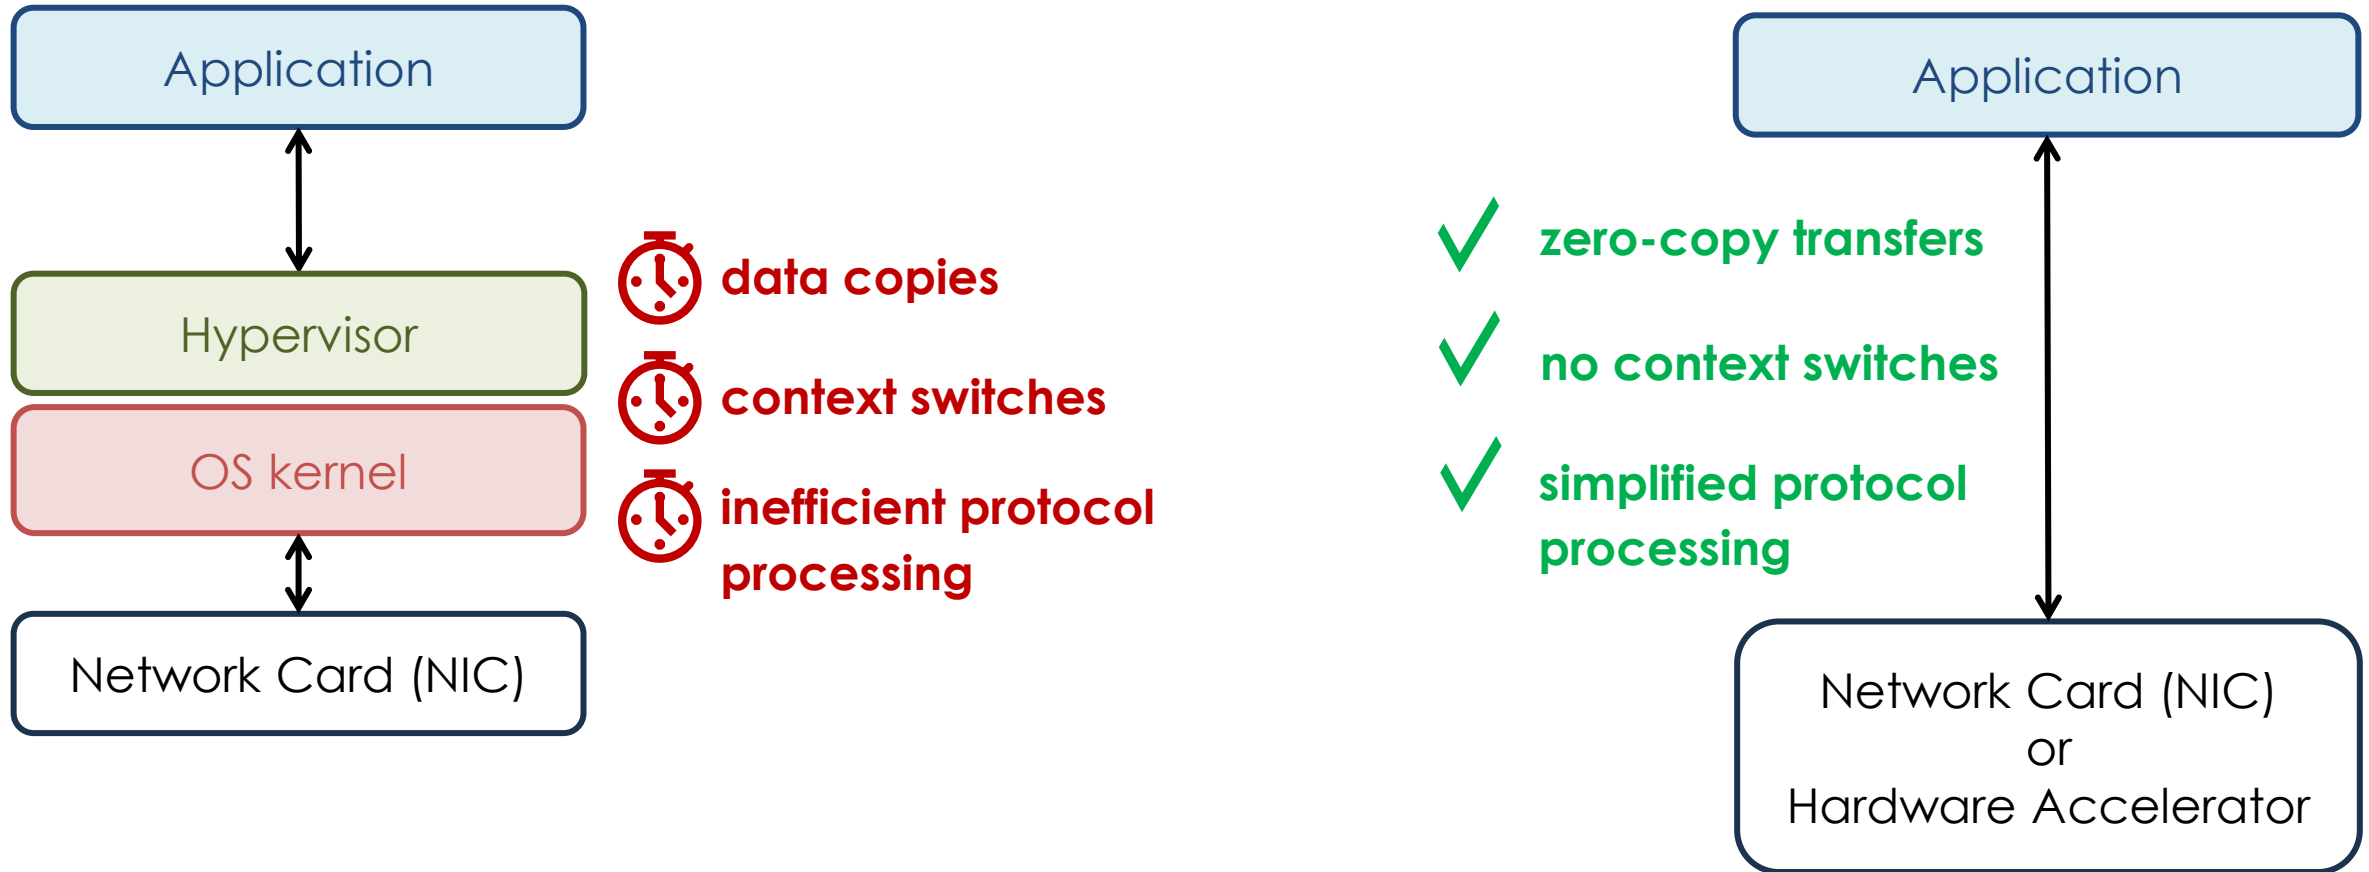 Application
Hypervisor
OS kernel
Network Card (NIC)
data copies
context switches
inefficient protocol
processing
zero-copy transfers
no context switches
simplified protocol
processing
Application
Network Card (NIC)
or
Hardware Accelerator